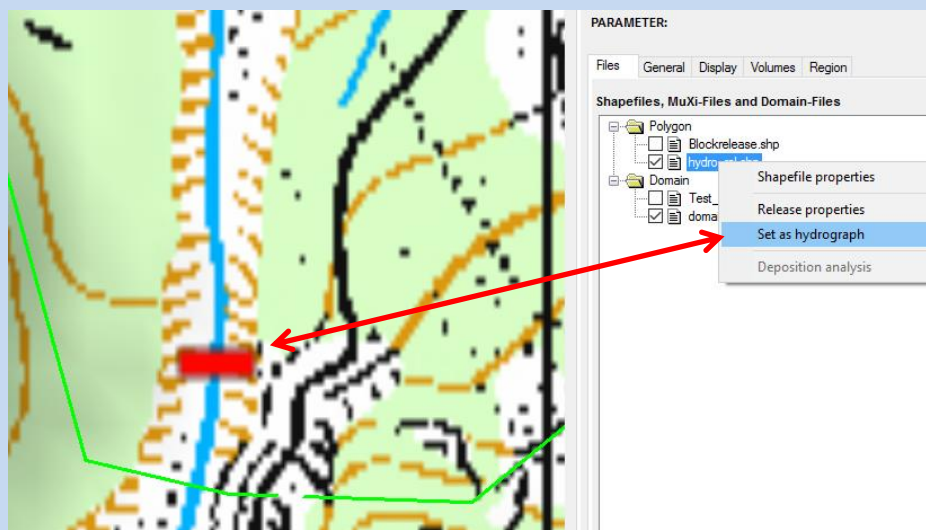 PARAMETER:
Files General Display Volumes Region
Shapefiles, MuXi-Files and Domain-Files
Polygon
Blockrelease.shp
Shapefile properties
Domain
Release properties
Test_
Set as hydrograph
Deposition analysis